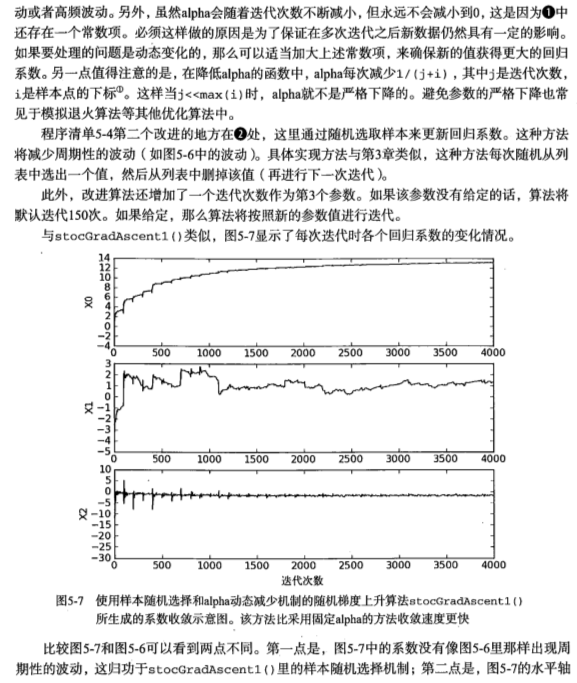 动或者高频波动。另外，虽然alpha会随着迭代次数不断减小，但永远不会减小到0，这是因为❶中
还存在一个常数项。必须这样做的原因是为了保证在多次迭代之后新数据仍然具有一定的影响。
如果要处理的问题是动态变化的，那么可以适当加大上述常数项，来确保新的值获得更大的回归
系数。另一点值得注意的是，在降低alpha的函数中，alpha每次减少1/(j+i)，其中j是迭代次数，
i是样本点的下标①。这样当j<<max(i)时，alpha就不是严格下降的。避免参数的严格下降也常
见于模拟退火算法等其他优化算法中。
程序清单5-4第二个改进的地方在❷处，这里通过随机选取样本来更新回归系数。这种方法
将减少周期性的波动（如图5-6中的波动）。具体实现方法与第3章类似，这种方法每次随机从列
表中选出一个值，然后从列表中删掉该值（再进行下一次迭代）。
此外，改进算法还增加了一个迭代次数作为第3个参数。如果该参数没有给定的话，算法将
默认迭代150次。如果给定，那么算法将按照新的参数值进行迭代。
与stocGradAscent1()类似，图5-7显示了每次迭代时各个回归系数的变化情况。
14
12
10
8
6
4
2
0
−2
−4
X0
0 500 1000 1500 2000 2500 3000 3500 4000
3
2
1
0
−1
−2
−3
−4
−5
X1
0 500 1000 1500 2000 2500 3000 3500 4000
10
5
0
−5
−10
−15
−20
−25
−30
X2
0 500 1000 1500 2000 2500 3000 3500 4000
迭代次数
图5-7 使用样本随机选择和alpha动态减少机制的随机梯度上升算法stocGradAscent1()
所生成的系数收敛示意图。该方法比采用固定alpha的方法收敛速度更快
比较图5-7和图5-6可以看到两点不同。第一点是，图5-7中的系数没有像图5-6里那样出现周
期性的波动，这归功于stocGradAscent1()里的样本随机选择机制；第二点是，图5-7的水平轴